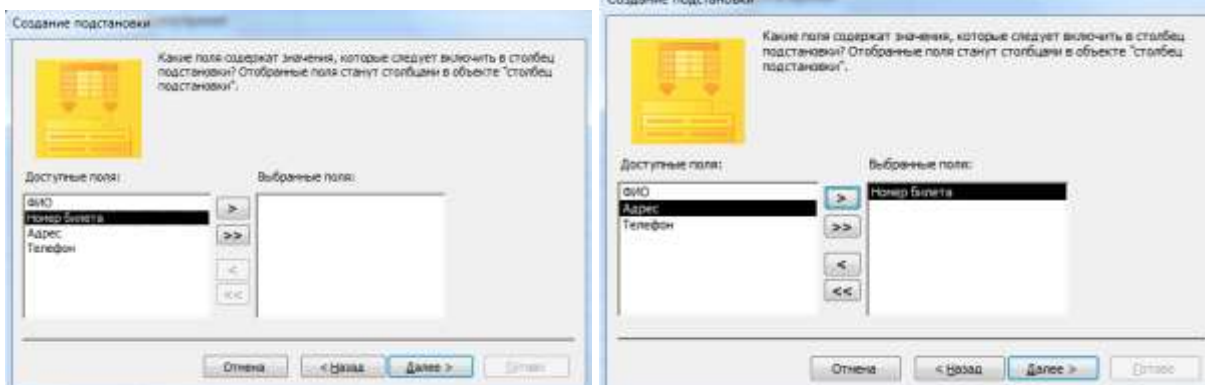 Создание подстановки
Какие поля содержат значения, которые следует включить в столбец
подстановки? Отобранные поля станут столбцами в объекте "столбец
подстановки".
Доступные поля:
Выбранные поля:
ФИО
Номер Билета
Адрес
Телефон
>
>>
<
<<
Отмена
< Назад
Далее >
Готово
Создание подстановки
Какие поля содержат значения, которые следует включить в столбец
подстановки? Отобранные поля станут столбцами в объекте "столбец
подстановки".
Доступные поля:
Выбранные поля:
ФИО
Адрес
Телефон
>
>>
<
<<
Номер Билета
Отмена
< Назад
Далее >
Готово